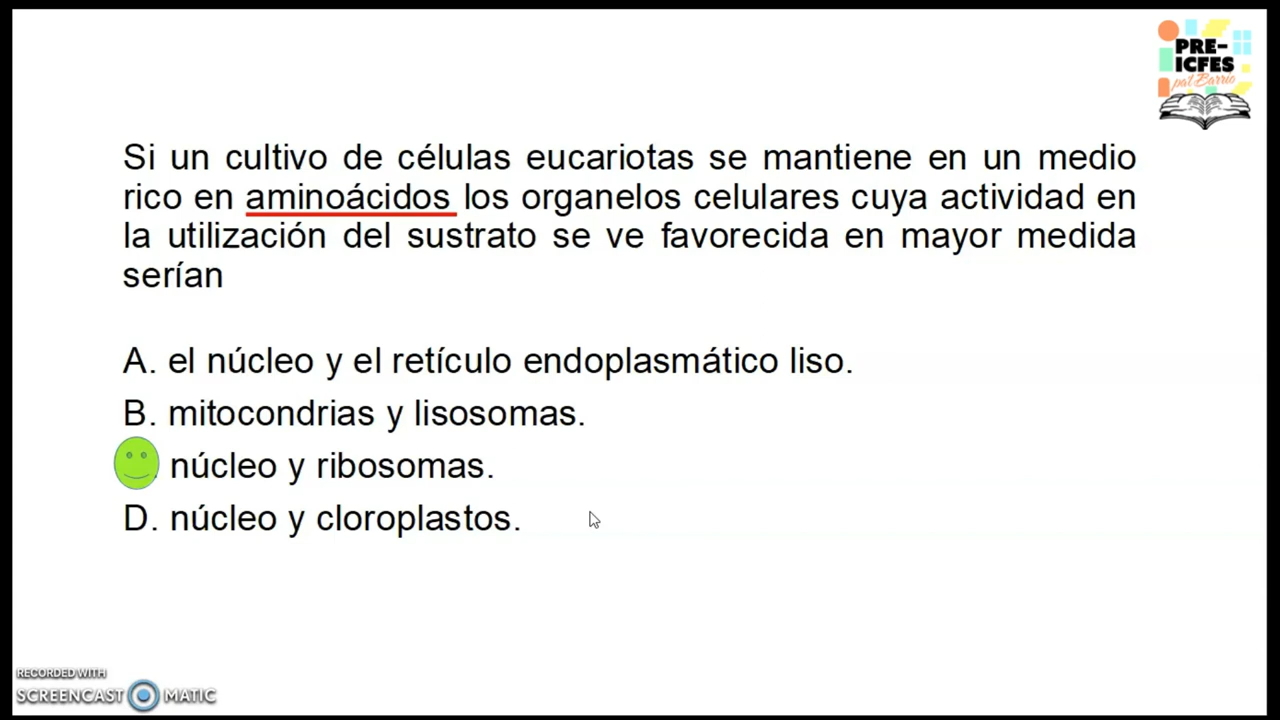 PRE-
ICFES
pal Barrio
Si un cultivo de células eucariotas se mantiene en un medio
rico en aminoácidos los organelos celulares cuya actividad en
la utilización del sustrato se ve favorecida en mayor medida
serían
A. el núcleo y el retículo endoplasmático liso.
B. mitocondrias y lisosomas.
núcleo y ribosomas.
D. núcleo y cloroplastos.
RECORDED WITH
SCREENCAST MATIC